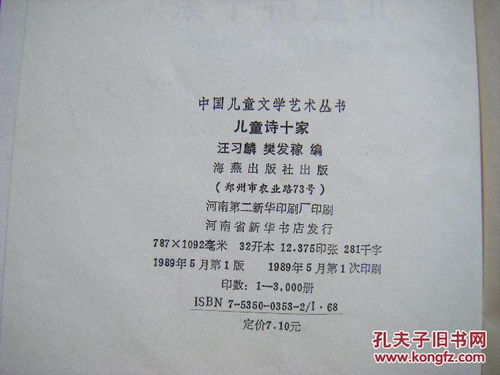 中国儿童文学艺术丛书
儿童诗十家
汪习麟 樊发稼 编
海燕出版社出版
（郑州市农业路73号）
河南第二新华印刷厂印刷
河南省新华书店发行
787×1092毫米 32开本 12.375印张 281千字
1989年5月第1版 1989年5月第1次印刷
印数：1—3,000册
ISBN 7-5350-0353-2/I·68
定价7.10元
孔夫子旧书网
www.kongfz.com